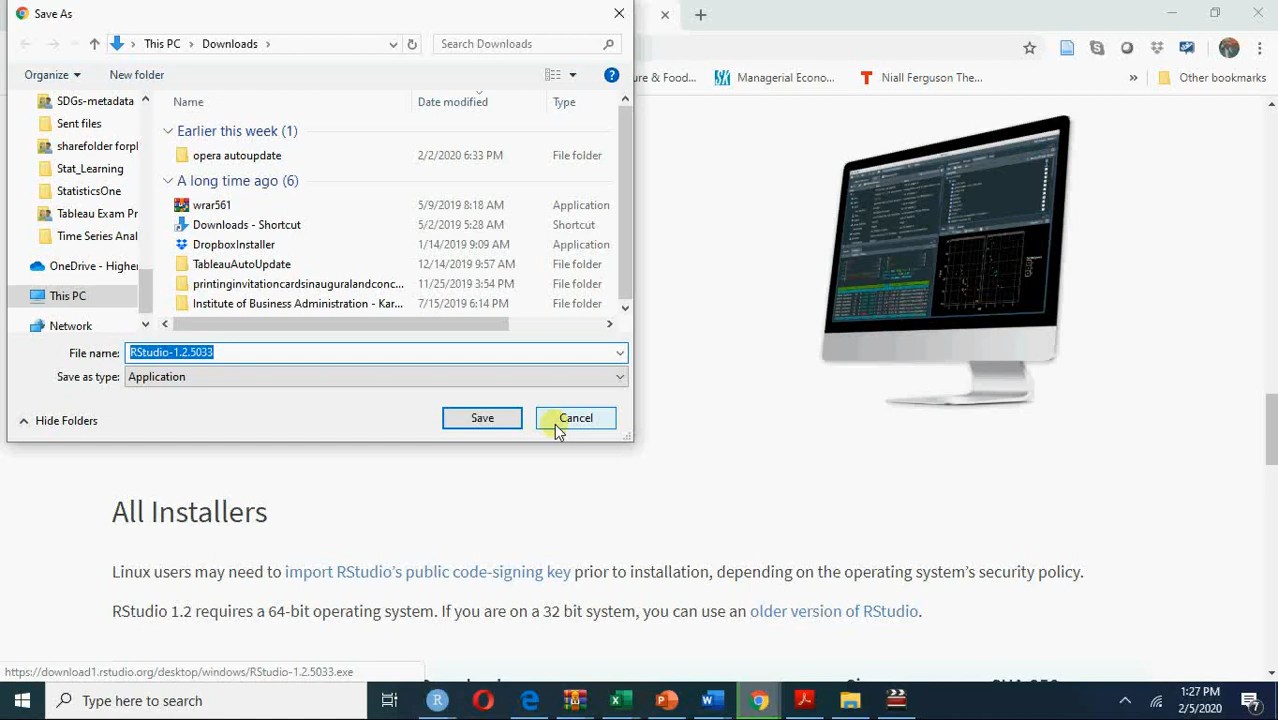 Save As
This PC
Downloads
Search Downloads
Organize
New folder
ure & Food...
Managerial Econo...
Niall Ferguson The...
»
Other bookmarks
SDGs-metadata
Sent files
sharefolder forpl
Stat_Learning
StatisticsOne
Tableau Exam Pr
Time Series Anal
OneDrive - Higher
This PC
Network
Name
Date modified
Type
Earlier this week (1)
opera autoupdate
2/2/2020 6:33 PM
File folder
A long time ago (6)
wrar561
5/9/2019 8:18 AM
Application
Downloads - Shortcut
5/2/2019 5:28 AM
Shortcut
DropboxInstaller
1/14/2019 9:09 AM
Application
TableauAutoUpdate
12/14/2019 9:57 AM
File folder
printinginvitationcardsinauguralandconc...
11/25/2019 3:54 PM
File folder
Institute of Business Administration - Kar...
7/15/2019 6:14 PM
File folder
File name:
RStudio-1.2.5033
Save as type:
Application
Hide Folders
Save
Cancel
All Installers
Linux users may need to import RStudio's public code-signing key prior to installation, depending on the operating system's security policy.
RStudio 1.2 requires a 64-bit operating system. If you are on a 32 bit system, you can use an older version of RStudio.
https://download1.rstudio.org/desktop/windows/RStudio-1.2.5033.exe
Type here to search
1:27 PM
2/5/2020
7